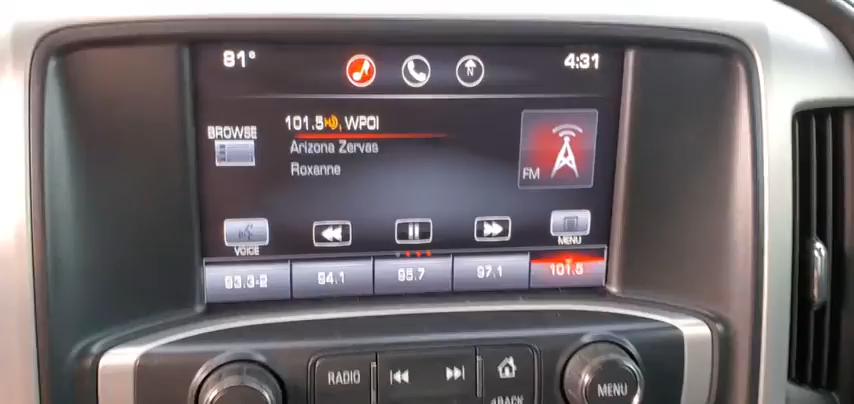 81°
N
4:31
BROWSE
101.5, WPOI
Arizona Zervas
Roxanne
FM
VOICE
MENU
93.3-2
94.1
95.7
97.1
101.5
RADIO
MENU
BACK